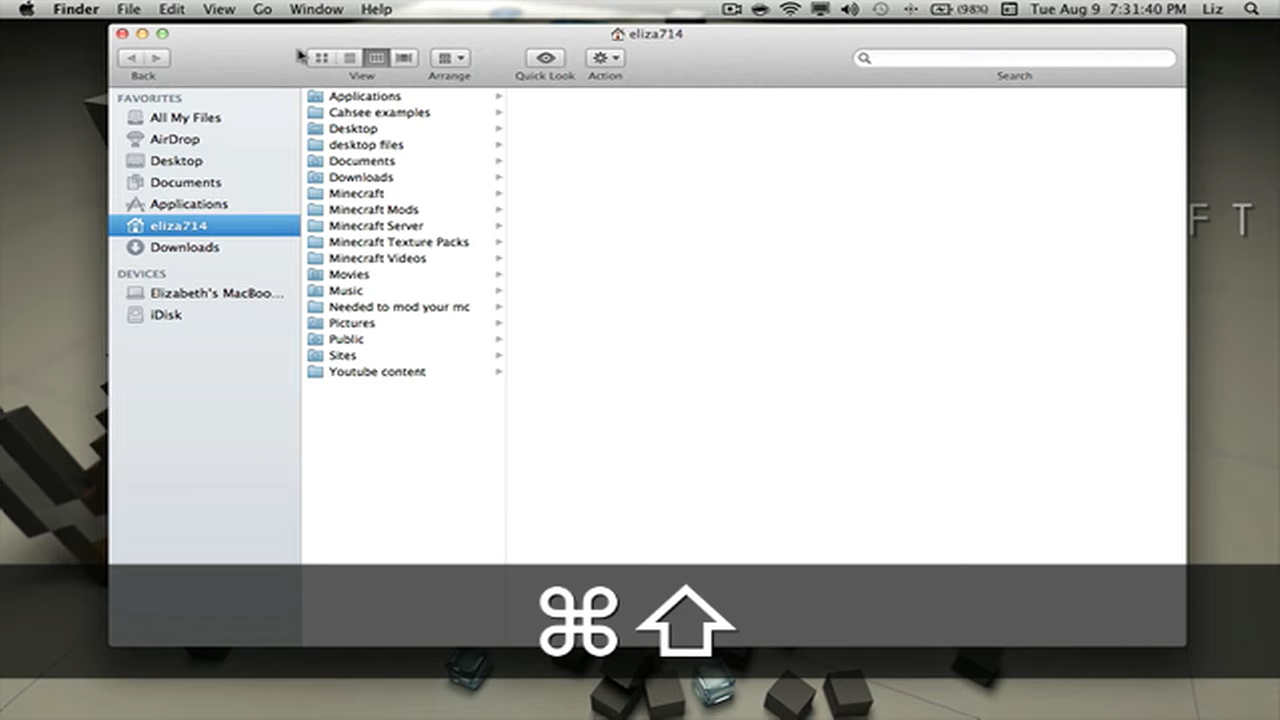 Finder File Edit View Go Window Help (98%) Tue Aug 9 7:31:40 PM Liz
eliza714
Back View Arrange Quick Look Action Search
FAVORITES
All My Files
AirDrop
Desktop
Documents
Applications
eliza714
Downloads
DEVICES
Elizabeth's MacBoo...
iDisk
Applications
Cahsee examples
Desktop
desktop files
Documents
Downloads
Minecraft
Minecraft Mods
Minecraft Server
Minecraft Texture Packs
Minecraft Videos
Movies
Music
Needed to mod your mc
Pictures
Public
Sites
Youtube content
FT
⌘⇧